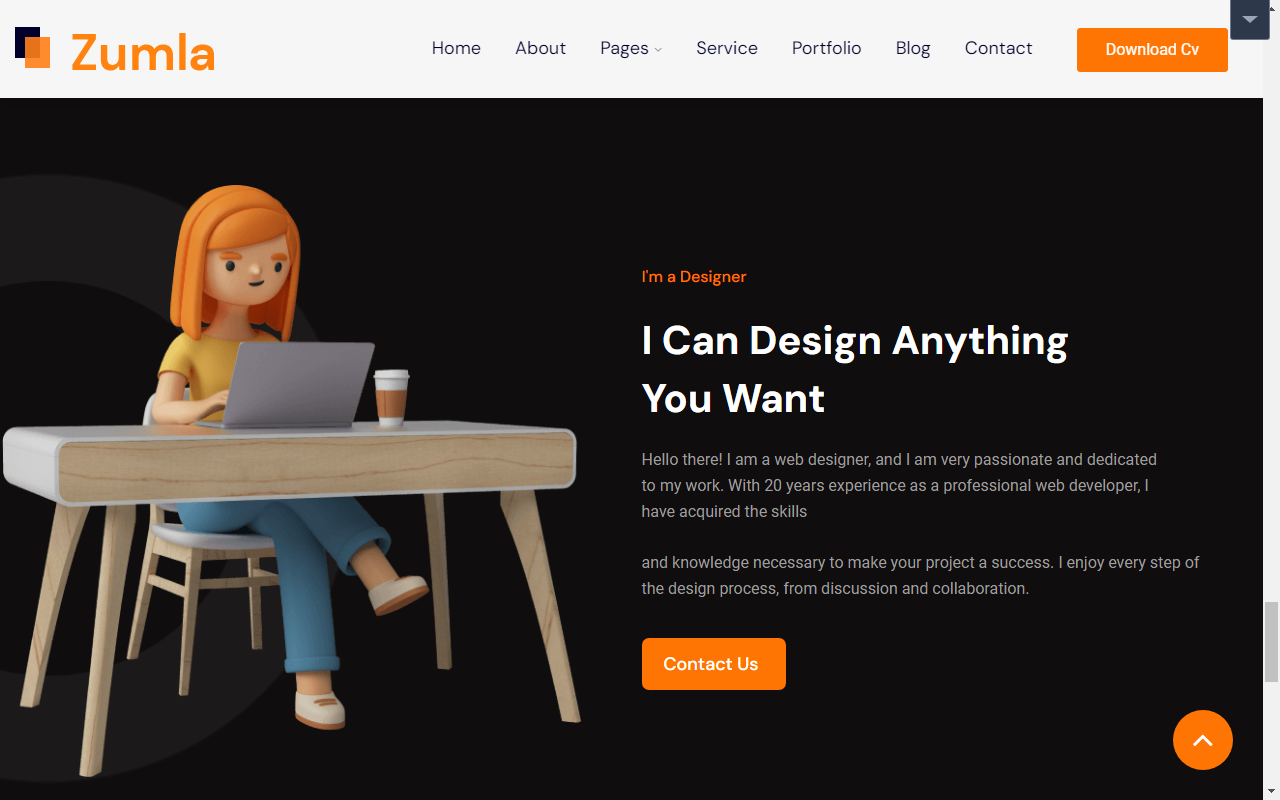 Zumla
Home About Pages Service Portfolio Blog Contact Download Cv
I'm a Designer
I Can Design Anything
You Want
Hello there! I am a web designer, and I am very passionate and dedicated
to my work. With 20 years experience as a professional web developer, I
have acquired the skills
and knowledge necessary to make your project a success. I enjoy every step of
the design process, from discussion and collaboration.
Contact Us